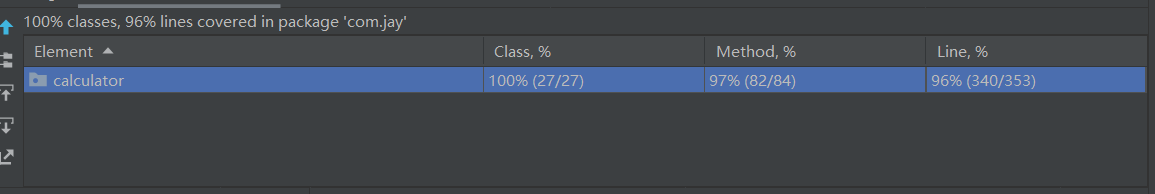 100% classes, 96% lines covered in package 'com.jay'
Element Class, % Method, % Line, %
calculator 100% (27/27) 97% (82/84) 96% (340/353)